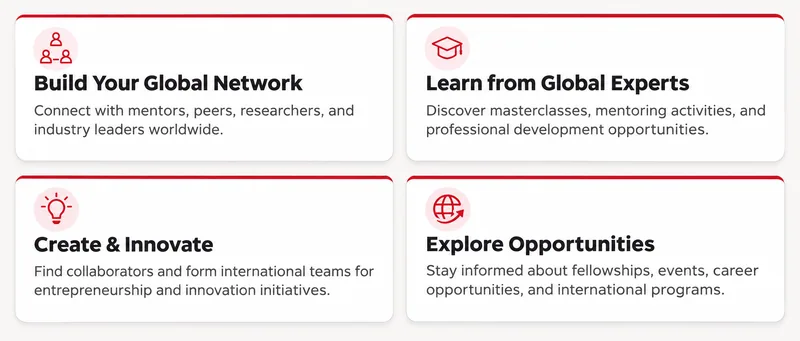 Build Your Global Network
Connect with mentors, peers, researchers, and
industry leaders worldwide.
Learn from Global Experts
Discover masterclasses, mentoring activities, and
professional development opportunities.
Create & Innovate
Find collaborators and form international teams for
entrepreneurship and innovation initiatives.
Explore Opportunities
Stay informed about fellowships, events, career
opportunities, and international programs.